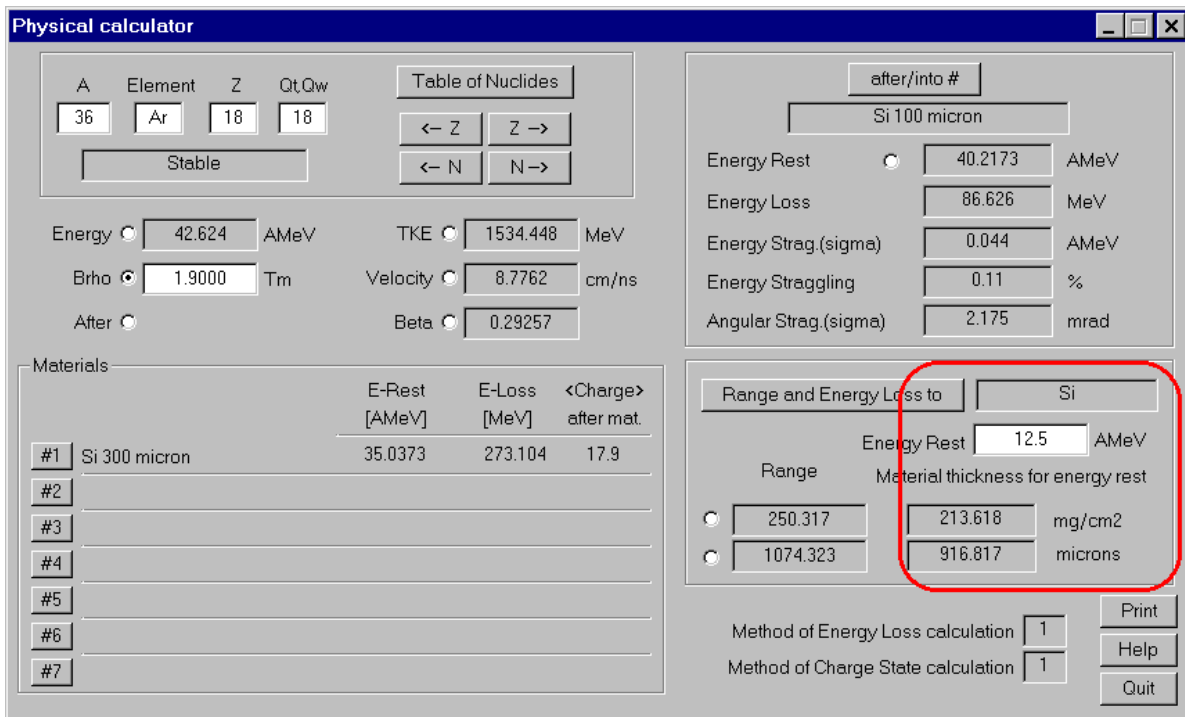 Physical calculator
A Element Z Qt,Qw
36 Ar 18 18
Stable
Table of Nuclides
<– Z Z –>
<– N N –>
Energy 42.624 AMeV TKE 1534.448 MeV
Brho 1.9000 Tm Velocity 8.7762 cm/ns
After Beta 0.29257
after/into #
Si 100 micron
Energy Rest 40.2173 AMeV
Energy Loss 86.626 MeV
Energy Strag.(sigma) 0.044 AMeV
Energy Straggling 0.11 %
Angular Strag.(sigma) 2.175 mrad
Materials
E-Rest E-Loss <Charge>
[AMeV] [MeV] after mat.
#1 Si 300 micron 35.0373 273.104 17.9
#2
#3
#4
#5
#6
#7
Range and Energy Loss to Si
Energy Rest 12.5 AMeV
Range Material thickness for energy rest
250.317 213.618 mg/cm2
1074.323 916.817 microns
Method of Energy Loss calculation 1
Method of Charge State calculation 1
Print
Help
Quit